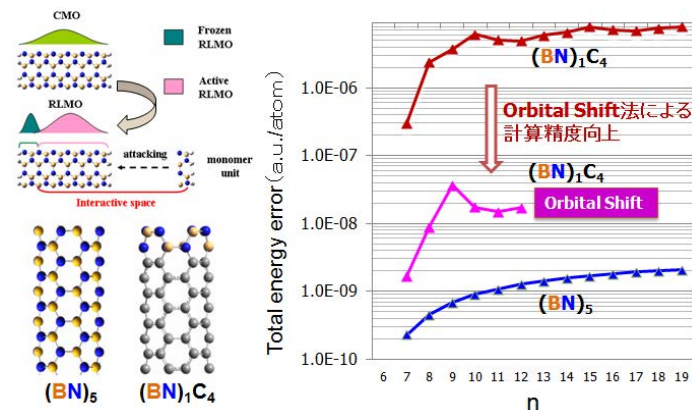 CMO
Frozen
RLMO
Active
RLMO
RLMO
attacking
monomer
unit
Interactive space
(BN)₅
(BN)₁C₄
Total energy error (a.u./atom)
1.0E-06
1.0E-07
1.0E-08
1.0E-09
1.0E-10
(BN)₁C₄
Orbital Shift法による
計算精度向上
(BN)₁C₄
Orbital Shift
(BN)₅
6 7 8 9 10 11 12 13 14 15 16 17 18 19
n